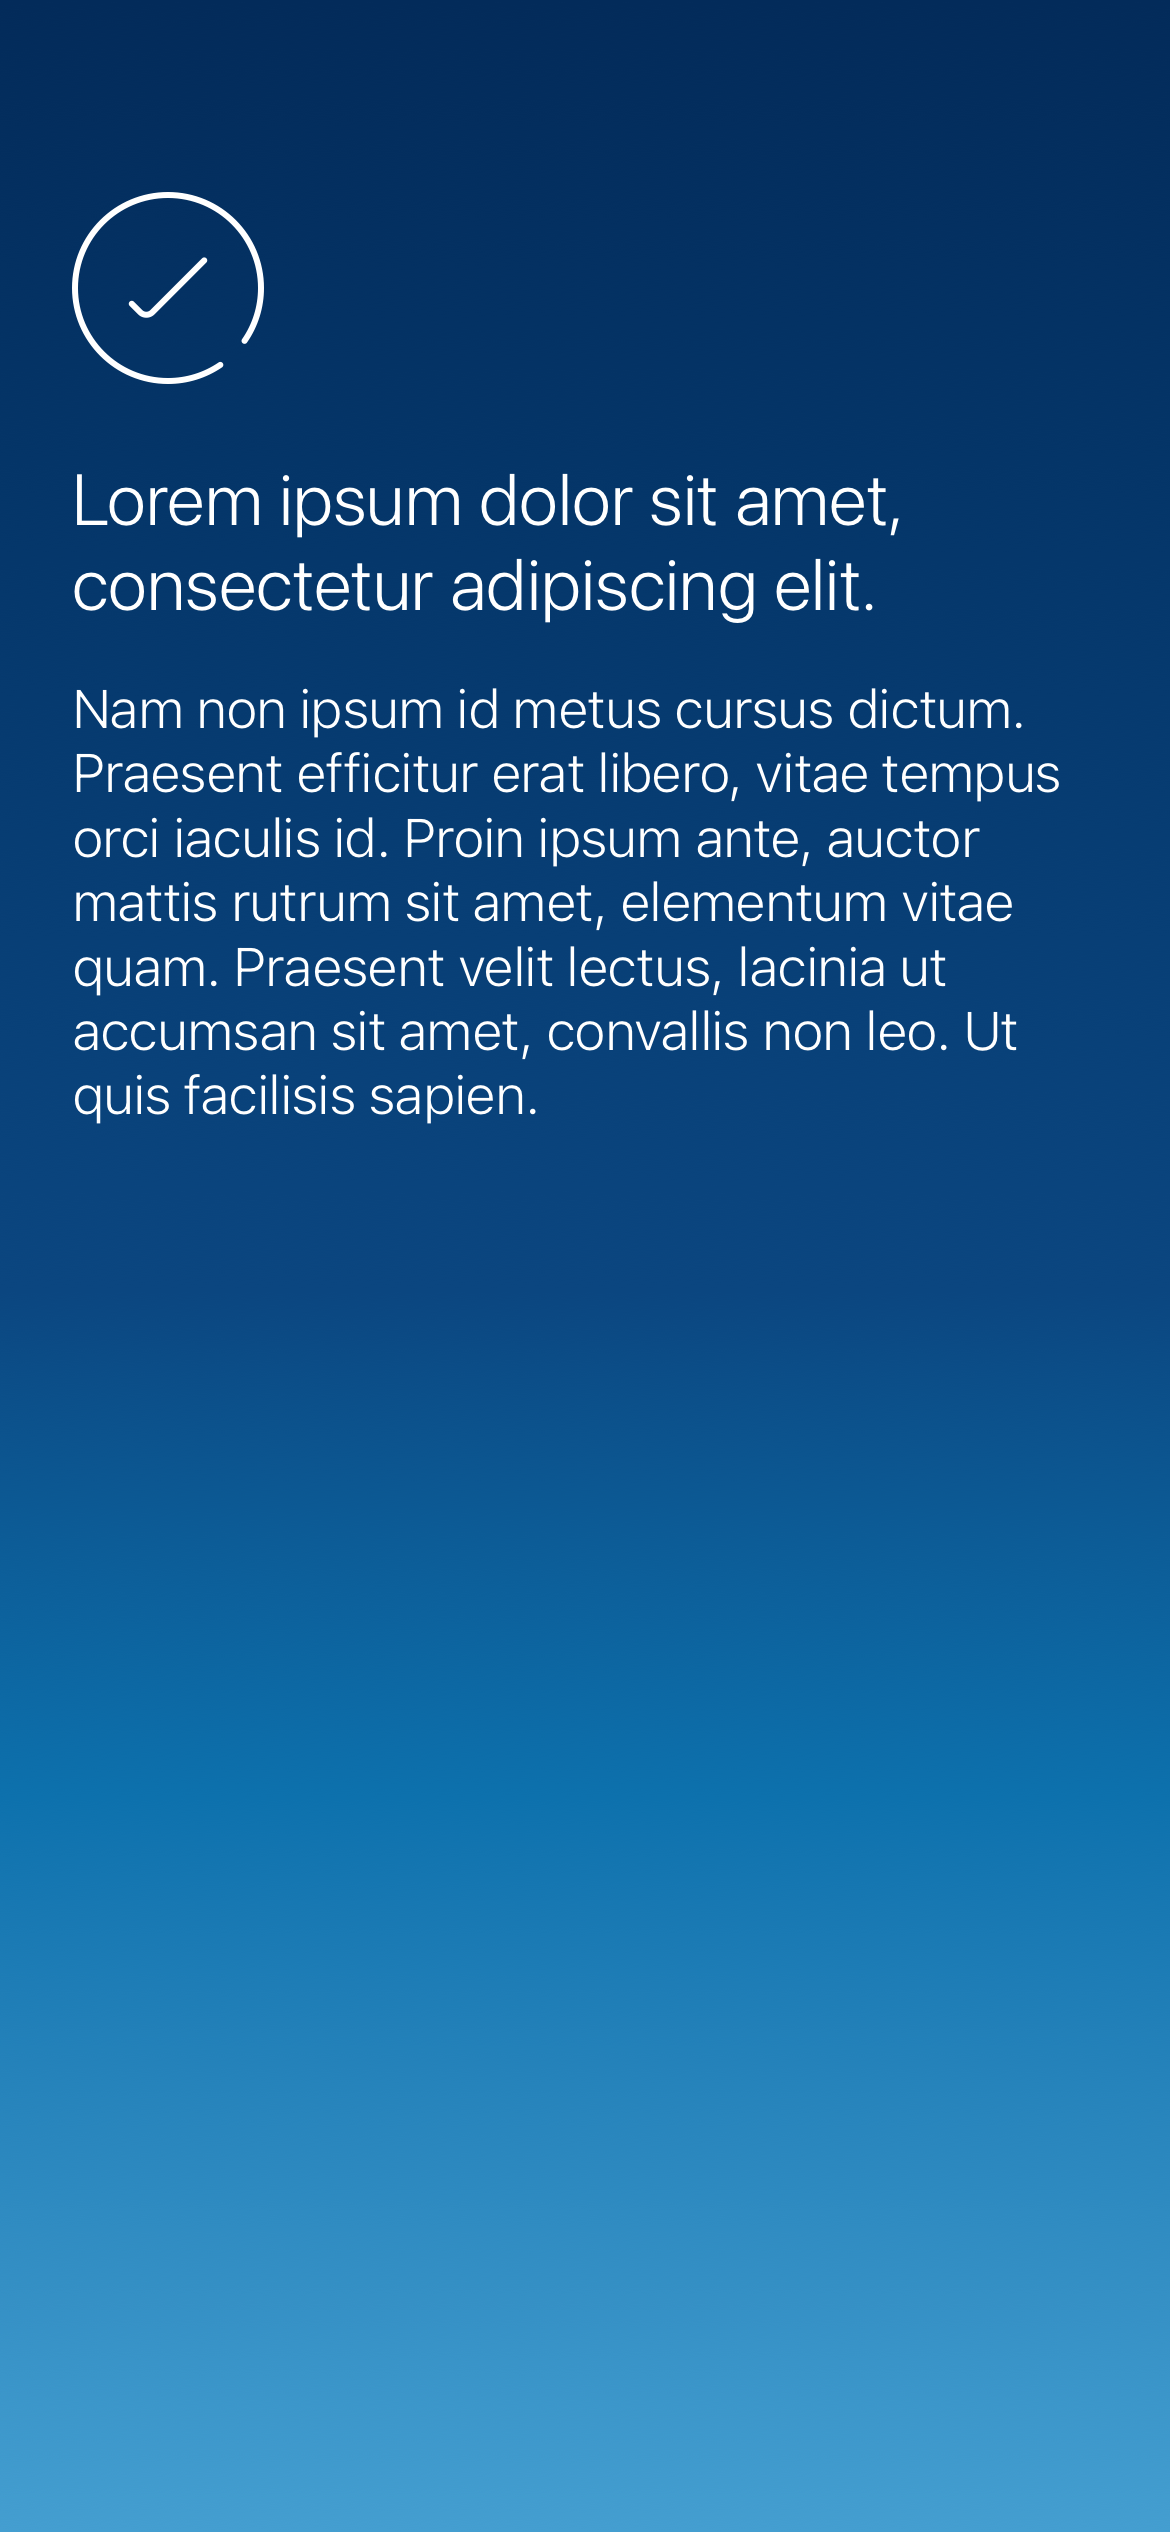 Lorem ipsum dolor sit amet,
consectetur adipiscing elit.
Nam non ipsum id metus cursus dictum.
Praesent efficitur erat libero, vitae tempus
orci iaculis id. Proin ipsum ante, auctor
mattis rutrum sit amet, elementum vitae
quam. Praesent velit lectus, lacinia ut
accumsan sit amet, convallis non leo. Ut
quis facilisis sapien.